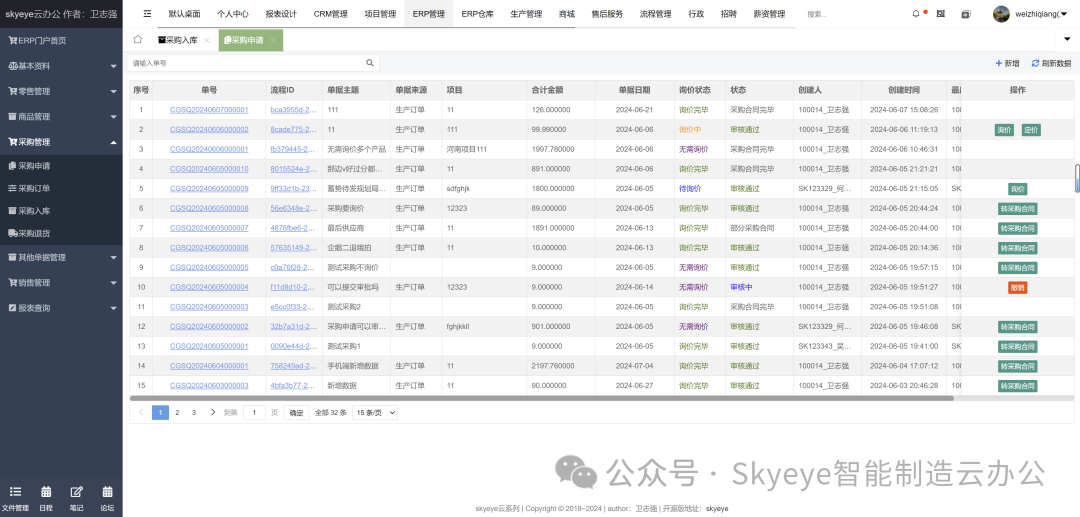 skyeye云办公 作者：卫志强
默认桌面 个人中心 报表设计 CRM管理 项目管理 ERP管理 ERP仓库 生产管理 商城 售后服务 流程管理 行政 招聘 薪资管理 搜索... weizhiqiang(
ERP门户首页
基本资料
零售管理
商品管理
采购管理
采购申请
采购订单
采购入库
采购退货
其他单据管理
销售管理
报表查询
文件管理 日程 笔记 论坛
采购入库 × 采购申请 ×
请输入单号
新增 刷新数据
序号 单号 流程ID 单据主题 单据来源 项目 合计金额 单据日期 询价状态 状态 创建人 创建时间 操作
1 CGSQ20240607000001 bca3955d-2... 111 生产订单 11 126.000000 2024-06-21 询价完毕 采购合同完毕 100014_卫志强 2024-06-07 15:08:26
2 CGSQ20240606000002 8cade775-2... 11 生产订单 111 99.990000 2024-06-06 询价中 审核通过 100014_卫志强 2024-06-06 11:19:13 询价 定价
3 CGSQ20240606000001 fb379445-2... 无需询价多个产品 生产订单 河南项目111 1997.780000 2024-06-06 无需询价 采购合同完毕 100014_卫志强 2024-06-06 10:46:31
4 CGSQ20240605000010 8015524e-2... 那边v好过分都... 生产订单 11 891.000000 2024-06-06 询价完毕 采购合同完毕 100014_卫志强 2024-06-05 21:21:21
5 CGSQ20240605000009 9ff33d1b-23... 蓄势待发规划局... 生产订单 sdfghjk 1800.000000 2024-06-05 待询价 审核通过 SK123329_何... 2024-06-05 21:15:05 SK 询价
6 CGSQ20240605000008 56e6348e-2... 采购要询价 生产订单 12323 89.000000 2024-06-05 询价完毕 审核通过 100014_卫志强 2024-06-05 20:44:24 转采购合同
7 CGSQ20240605000007 4876fbe6-2... 最后供应商 生产订单 11 1891.000000 2024-06-13 询价完毕 部分采购合同 100014_卫志强 2024-06-05 20:44:00 转采购合同
8 CGSQ20240605000006 57635149-2... 企鹅二退哦拍 生产订单 11 10.000000 2024-06-13 询价完毕 审核通过 100014_卫志强 2024-06-05 20:14:36 转采购合同
9 CGSQ20240605000005 c0a76f28-2... 测试采购不询价 9.000000 2024-06-05 无需询价 审核通过 100014_卫志强 2024-06-05 19:57:15 转采购合同
10 CGSQ20240605000004 f11d8d10-2... 可以提交审批吗 生产订单 12323 9.000000 2024-06-14 无需询价 审核中 100014_卫志强 2024-06-05 19:51:27 撤销
11 CGSQ20240605000003 e5cc0f33-2... 测试采购2 9.000000 2024-06-05 询价完毕 采购合同完毕 100014_卫志强 2024-06-05 19:51:08
12 CGSQ20240605000002 32b7a31d-2... 采购申请可以审... 生产订单 fghjkkll 901.000000 2024-06-05 无需询价 审核通过 SK123329_何... 2024-06-05 19:46:08 SK 转采购合同
13 CGSQ20240605000001 0090e44d-2... 测试采购1 9.000000 2024-06-05 询价完毕 审核通过 SK123343_吴... 2024-06-05 19:41:00 SK 转采购合同
14 CGSQ20240604000001 758249ad-2... 手机端新增数据 生产订单 11 2197.760000 2024-07-04 询价完毕 审核通过 100014_卫志强 2024-06-04 17:07:12 转采购合同
15 CGSQ20240603000003 4bfa3b77-2... 新增数据 生产订单 11 90.000000 2024-06-27 询价完毕 审核通过 100014_卫志强 2024-06-03 20:46:28 转采购合同
1 2 3 到第 1 页 确定 全部 32 条 15 条/页
公众号 · Skyeye智能制造云办公
skyeye云系列 | Copyright © 2018~2024 | author：卫志强 | 开源版地址：skyeye